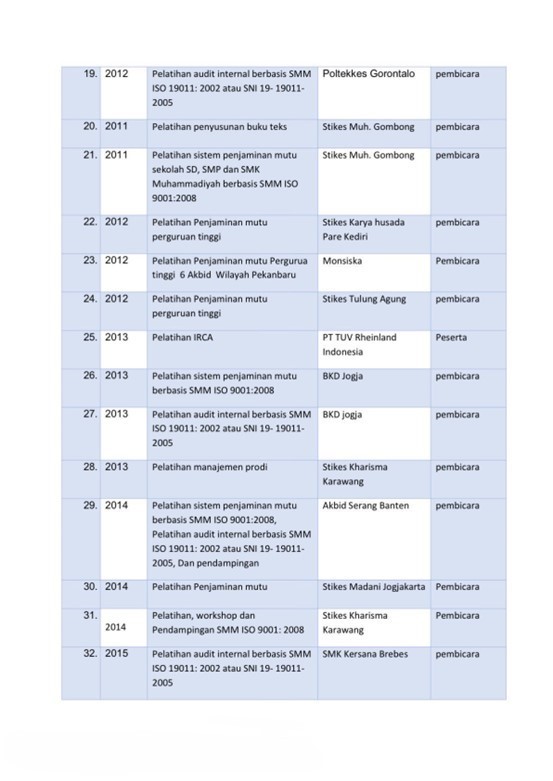 19. 2012 Pelatihan audit internal berbasis SMM Poltekkes Gorontalo pembicara
ISO 19011: 2002 atau SNI 19- 19011-
2005
20. 2011 Pelatihan penyusunan buku teks Stikes Muh. Gombong pembicara
21. 2011 Pelatihan sistem penjaminan mutu Stikes Muh. Gombong pembicara
sekolah SD, SMP dan SMK
Muhammadiyah berbasis SMM ISO
9001:2008
22. 2012 Pelatihan Penjaminan mutu Stikes Karya husada pembicara
perguruan tinggi Pare Kediri
23. 2012 Pelatihan Penjaminan mutu Pergurua Monsiska Pembicara
tinggi 6 Akbid Wilayah Pekanbaru
24. 2012 Pelatihan Penjaminan mutu Stikes Tulung Agung pembicara
perguruan tinggi
25. 2013 Pelatihan IRCA PT TUV Rheinland Peserta
Indonesia
26. 2013 Pelatihan sistem penjaminan mutu BKD Jogja pembicara
berbasis SMM ISO 9001:2008
27. 2013 Pelatihan audit internal berbasis SMM BKD jogja pembicara
ISO 19011: 2002 atau SNI 19- 19011-
2005
28. 2013 Pelatihan manajemen prodi Stikes Kharisma pembicara
Karawang
29. 2014 Pelatihan sistem penjaminan mutu Akbid Serang Banten pembicara
berbasis SMM ISO 9001:2008,
Pelatihan audit internal berbasis SMM
ISO 19011: 2002 atau SNI 19- 19011-
2005, Dan pendampingan
30. 2014 Pelatihan Penjaminan mutu Stikes Madani Jogjakarta Pembicara
31. Pelatihan, workshop dan Stikes Kharisma Pembicara
2014 Pendampingan SMM ISO 9001: 2008 Karawang
32. 2015 Pelatihan audit internal berbasis SMM SMK Kersana Brebes pembicara
ISO 19011: 2002 atau SNI 19- 19011-
2005